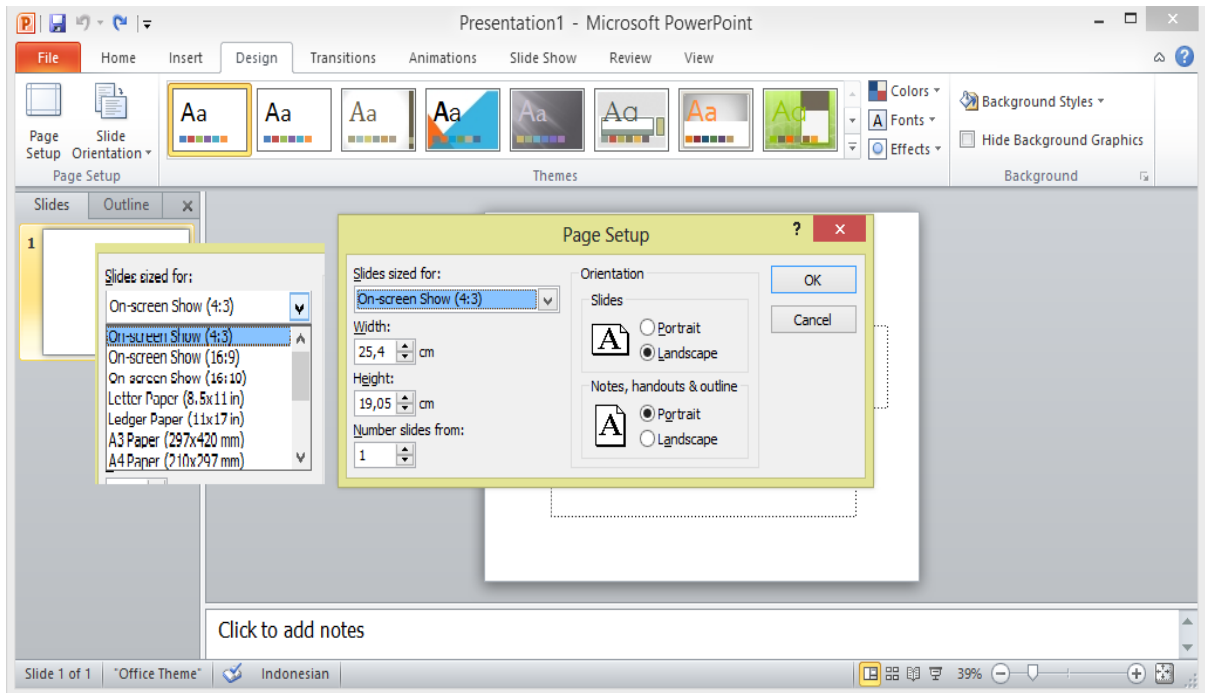 Presentation1 - Microsoft PowerPoint
File Home Insert Design Transitions Animations Slide Show Review View
Page Setup
Slide Orientation
Aa Aa Aa Aa Aa Aa Aa Aa
Colors
Fonts
Effects
Background Styles
Hide Background Graphics
Page Setup Themes Background
Slides Outline
1
Slides sized for:
On-screen Show (4:3)
On-screen Show (4:3)
On-screen Show (16:9)
On-screen Show (16:10)
Letter Paper (8.5x11 in)
Ledger Paper (11x17 in)
A3 Paper (297x420 mm)
A4 Paper (210x297 mm)
Page Setup
Slides sized for:
On-screen Show (4:3)
Width:
25,4 cm
Height:
19,05 cm
Number slides from:
1
Orientation
Slides
A
Portrait
Landscape
Notes, handouts & outline
A
Portrait
Landscape
OK
Cancel
Click to add notes
Slide 1 of 1 "Office Theme" Indonesian 39%